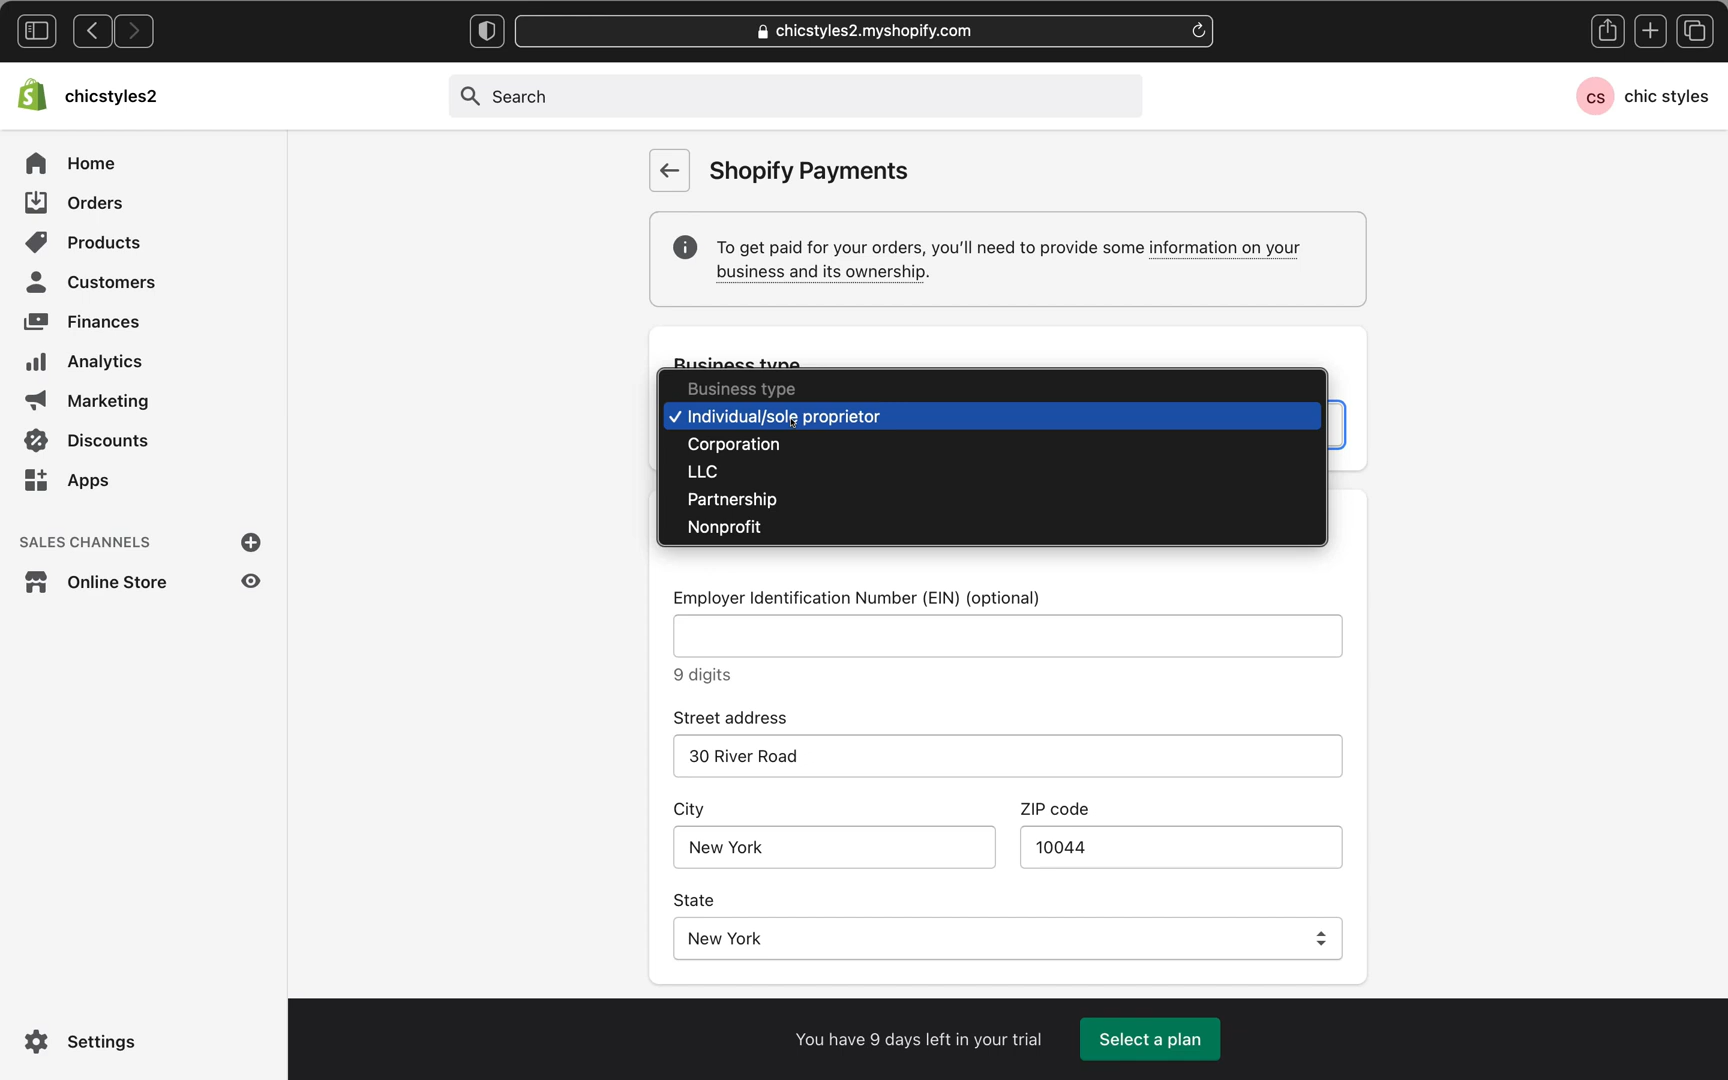 chicstyles2.myshopify.com
chicstyles2
Search
CS
chic styles
Home
Orders
Products
Customers
Finances
Analytics
Marketing
Discounts
Apps
SALES CHANNELS
Online Store
Settings
Shopify Payments
To get paid for your orders, you'll need to provide some information on your
business and its ownership.
Business type
Business type
✓ Individual/sole proprietor
Corporation
LLC
Partnership
Nonprofit
Employer Identification Number (EIN) (optional)
9 digits
Street address
30 River Road
City
ZIP code
New York
10044
State
New York
You have 9 days left in your trial
Select a plan